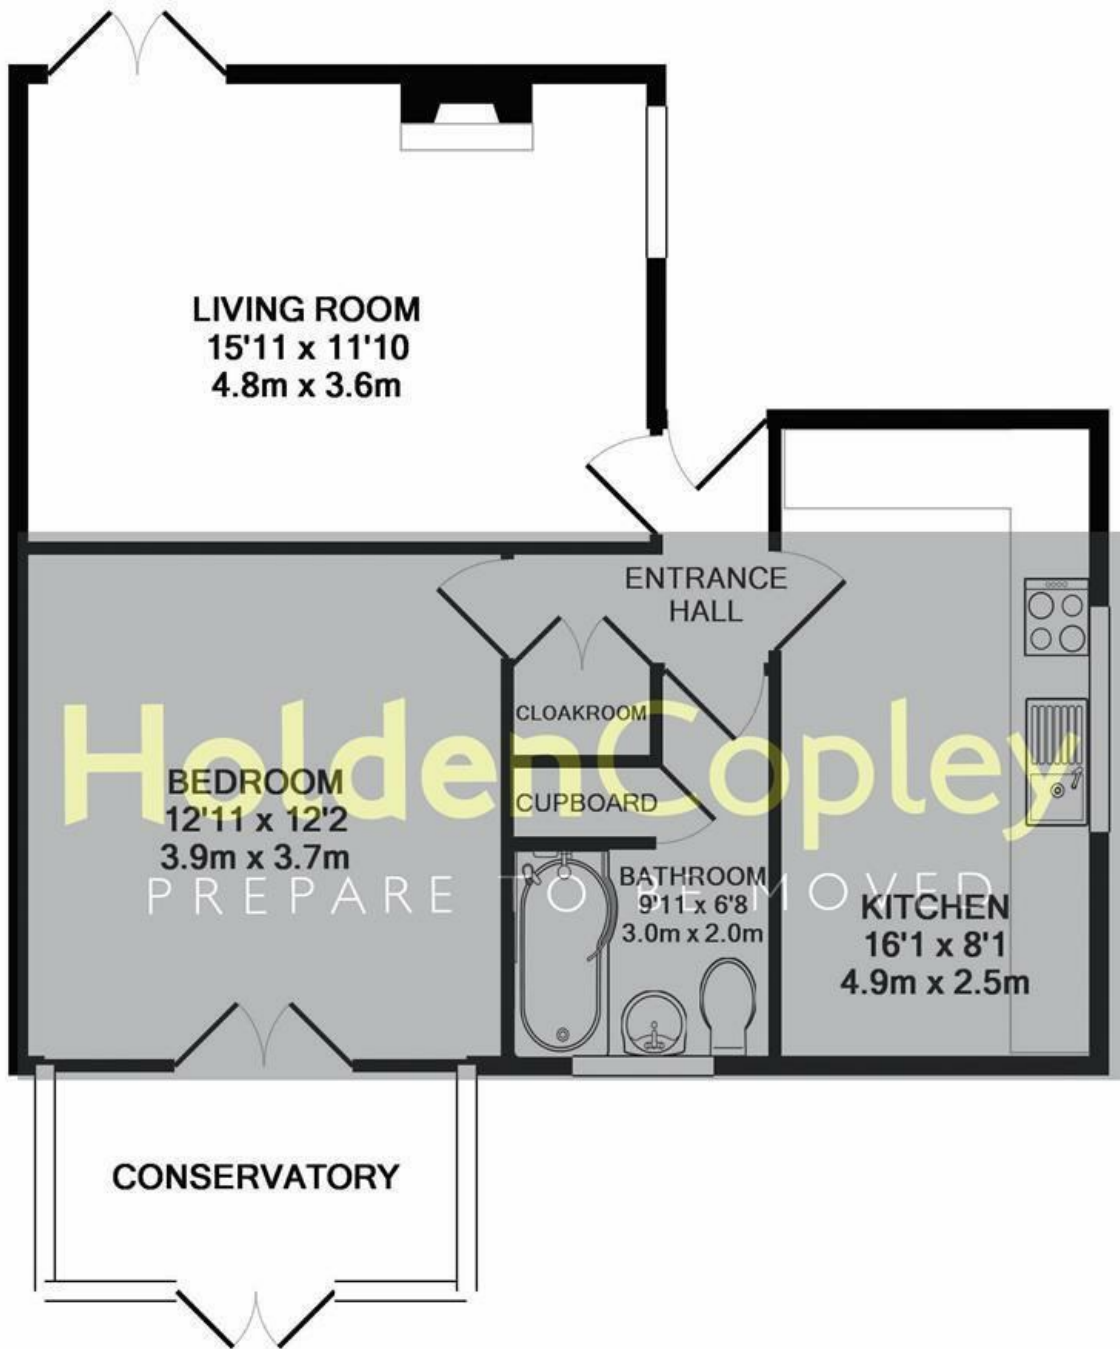 LIVING ROOM
15'11 x 11'10
4.8m x 3.6m
ENTRANCE
HALL
CLOAKROOM
HoldenCopley
BEDROOM
12'11 x 12'2
3.9m x 3.7m
CUPBOARD
PREPARE TO BE MOVED
BATHROOM
9'11 x 6'8
3.0m x 2.0m
KITCHEN
16'1 x 8'1
4.9m x 2.5m
CONSERVATORY